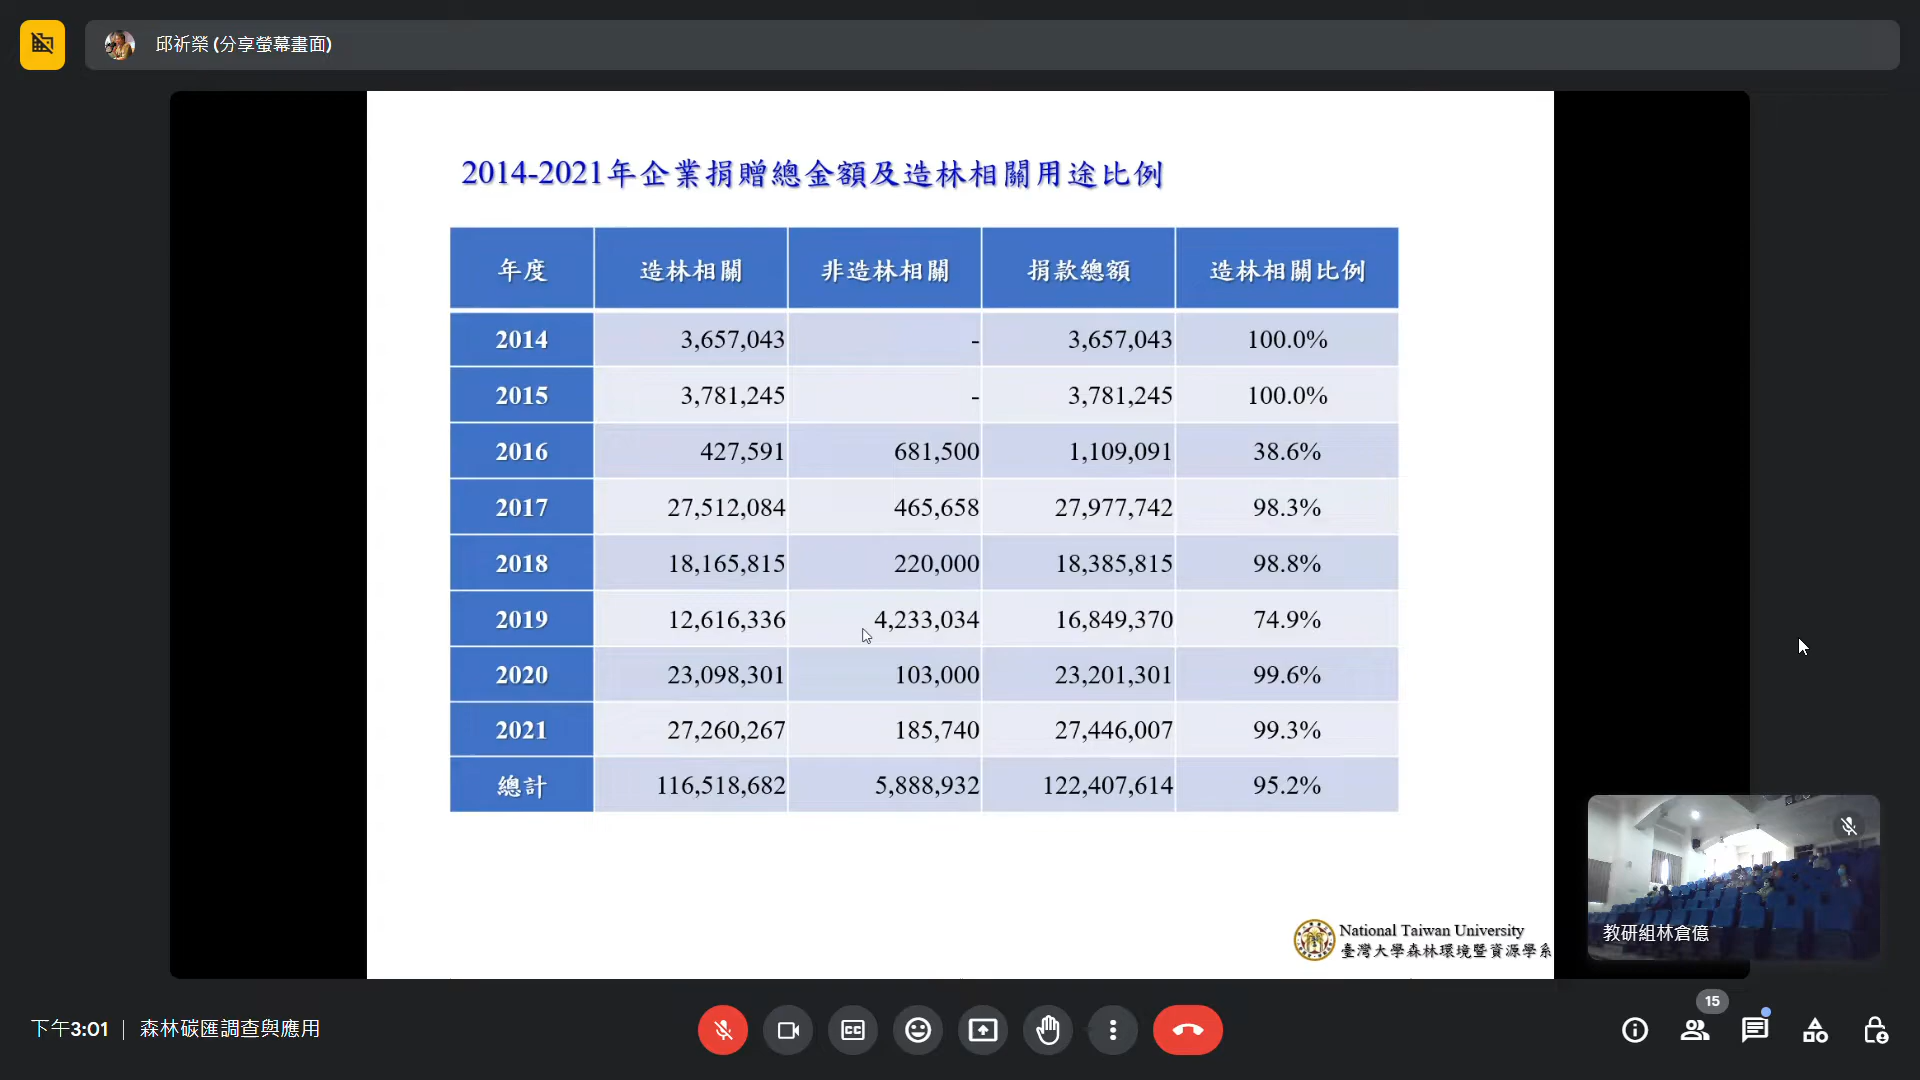 邱祈榮 (分享螢幕畫面)
2014-2021年企業捐贈總金額及造林相關用途比例
年度 造林相關 非造林相關 捐款總額 造林相關比例
2014 3,657,043 - 3,657,043 100.0%
2015 3,781,245 - 3,781,245 100.0%
2016 427,591 681,500 1,109,091 38.6%
2017 27,512,084 465,658 27,977,742 98.3%
2018 18,165,815 220,000 18,385,815 98.8%
2019 12,616,336 4,233,034 16,849,370 74.9%
2020 23,098,301 103,000 23,201,301 99.6%
2021 27,260,267 185,740 27,446,007 99.3%
總計 116,518,682 5,888,932 122,407,614 95.2%
National Taiwan University
臺灣大學森林環境暨資源學系
教研組林倉億
下午3:01 | 森林碳匯調查與應用
15